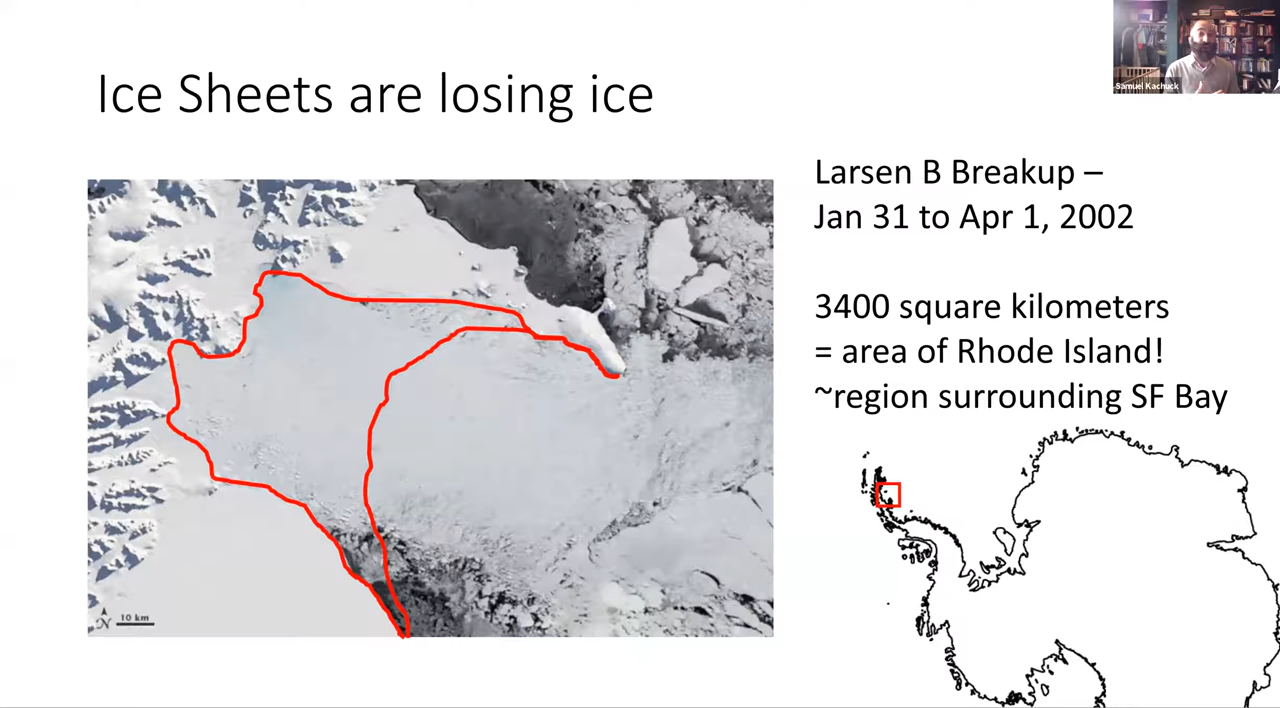 Samuel Kachuck
Ice Sheets are losing ice
Larsen B Breakup –
Jan 31 to Apr 1, 2002
3400 square kilometers
= area of Rhode Island!
~region surrounding SF Bay
N
10 km